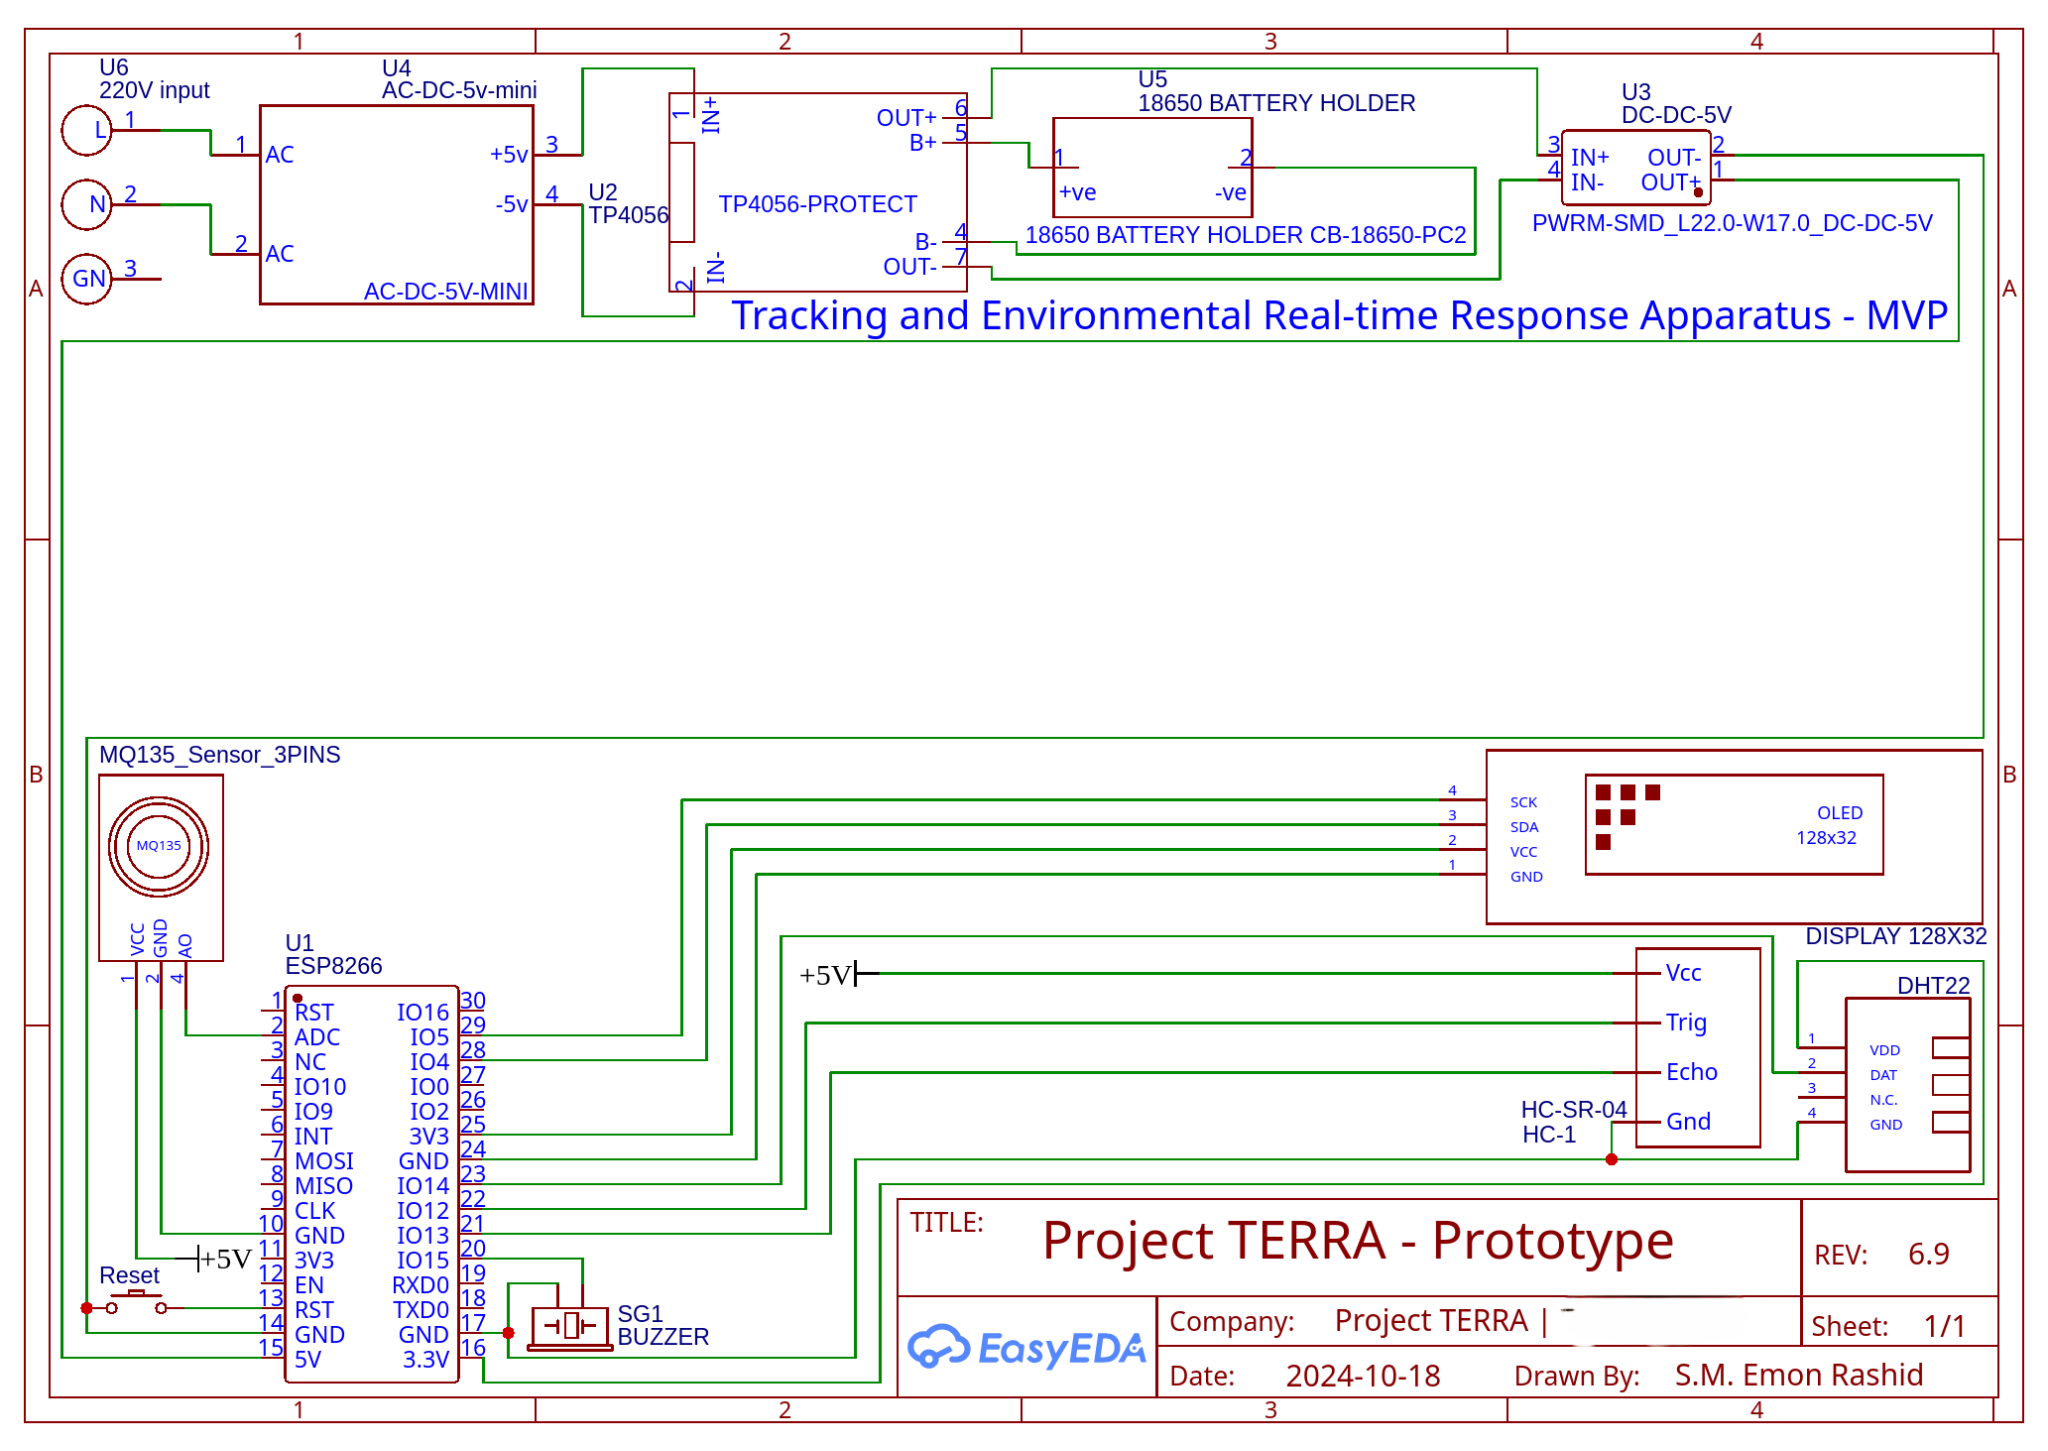 1 2 3 4
U6
220V input
L 1
N 2
GN 3
U4
AC-DC-5v-mini
1 AC
2 AC
+5v 3
-5v 4
AC-DC-5V-MINI
U2
TP4056
1 IN+
2 IN-
TP4056-PROTECT
OUT+ 6
B+ 5
B- 4
OUT- 7
U5
18650 BATTERY HOLDER
1 2
+ve -ve
18650 BATTERY HOLDER CB-18650-PC2
U3
DC-DC-5V
3 IN+ OUT- 2
4 IN- OUT+ 1
PWRM-SMD_L22.0-W17.0_DC-DC-5V
A A
Tracking and Environmental Real-time Response Apparatus - MVP
B B
MQ135_Sensor_3PINS
MQ135
VCC GND AO
1 2 4
U1
ESP8266
1 RST IO16 30
2 ADC IO5 29
3 NC IO4 28
4 IO10 IO0 27
5 IO9 IO2 26
6 INT 3V3 25
7 MOSI GND 24
8 MISO IO14 23
9 CLK IO12 22
10 GND IO13 21
11 3V3 IO15 20
12 EN RXD0 19
13 RST TXD0 18
14 GND GND 17
15 5V 3.3V 16
+5V
Reset
SG1
BUZZER
4 SCK
3 SDA
2 VCC
1 GND
OLED
128x32
DISPLAY 128X32
+5V
Vcc
Trig
Echo
Gnd
HC-SR-04
HC-1
DHT22
1 VDD
2 DAT
3 N.C.
4 GND
TITLE:
Project TERRA - Prototype
REV: 6.9
EasyEDA
Company: Project TERRA |
Sheet: 1/1
Date: 2024-10-18
Drawn By: S.M. Emon Rashid
1 2 3 4